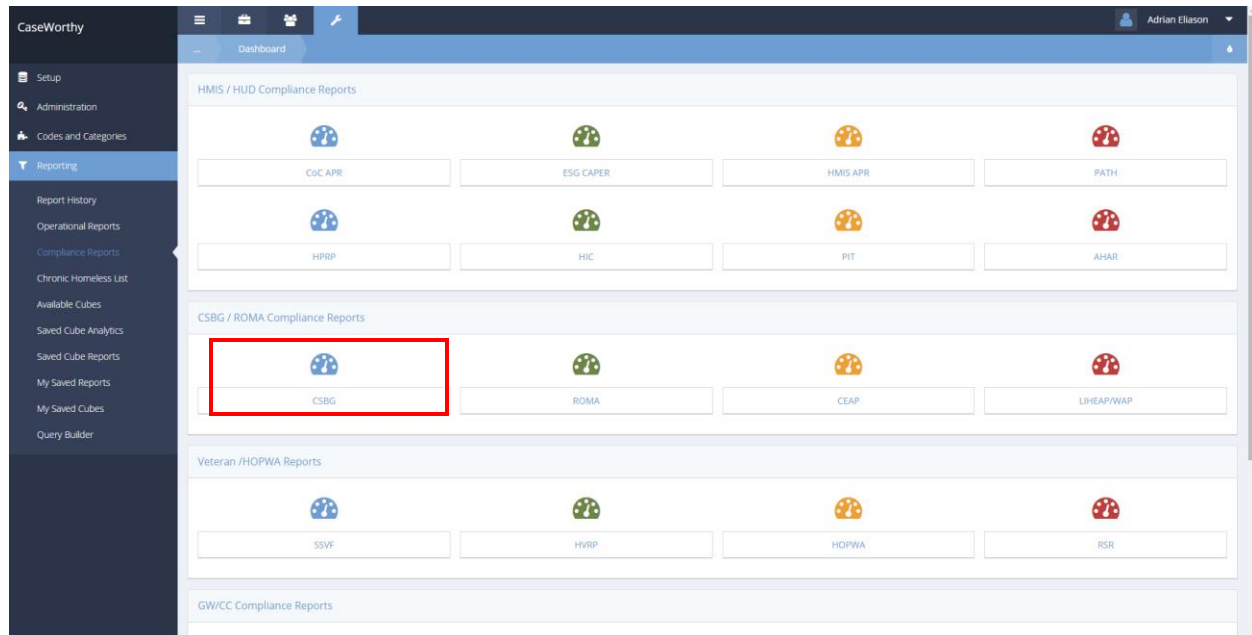 CaseWorthy
Adrian Eliason
... Dashboard
Setup
Administration
Codes and Categories
Reporting
Report History
Operational Reports
Compliance Reports
Chronic Homeless List
Available Cubes
Saved Cube Analytics
Saved Cube Reports
My Saved Reports
My Saved Cubes
Query Builder
HMIS / HUD Compliance Reports
CoC APR ESG CAPER HMIS APR PATH
HPRP HIC PIT AHAR
CSBG / ROMA Compliance Reports
CSBG ROMA CEAP LIHEAP/WAP
Veteran /HOPWA Reports
SSVF HVRP HOPWA RSR
GW/CC Compliance Reports